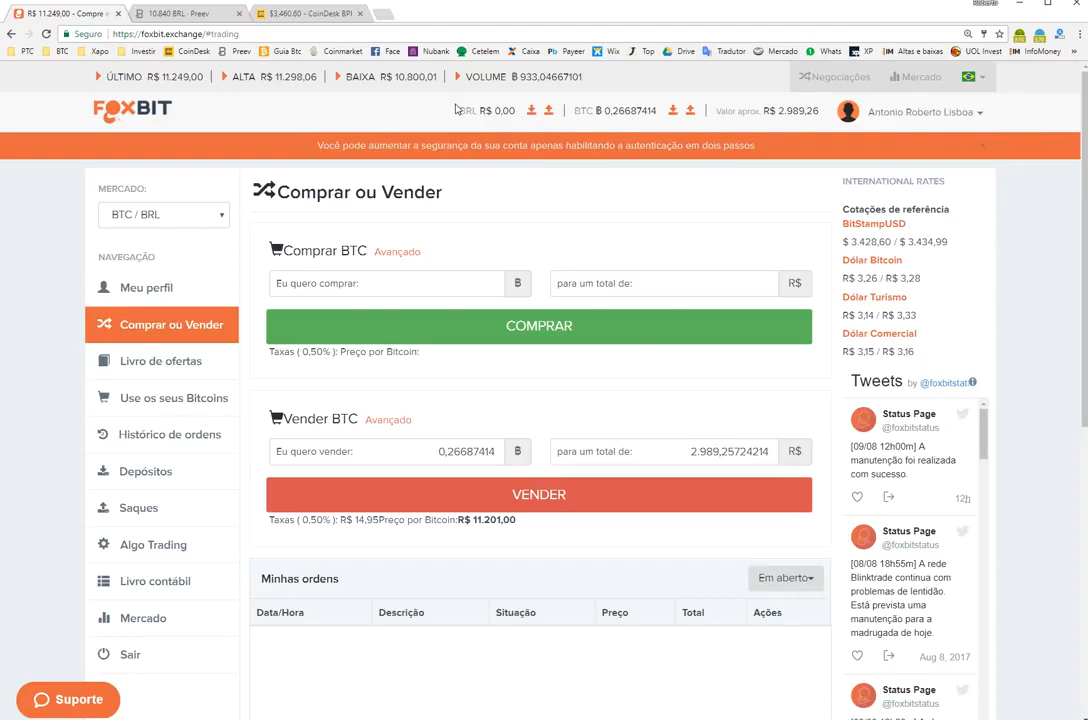 Roberto
R$ 11.249,00 - Compre e
10.840 BRL - Preev
$3,460.80 - CoinDesk BPI
Seguro
https://foxbit.exchange/#trading
PTC
BTC
Xapo
Investir
CoinDesk
Preev
Guia Btc
Coinmarket
Face
Nubank
Cetelem
Caixa
Payeer
Wix
Top
Drive
Tradutor
Mercado
Whats
XP
Altas e baixas
UOL Invest
InfoMoney
ÚLTIMO R$ 11.249,00
ALTA R$ 11.298,06
BAIXA R$ 10.800,01
VOLUME ฿ 933,04667101
Negociações
Mercado
FOXBIT
BRL R$ 0,00
BTC ฿ 0,26687414
Valor aprox. R$ 2.989,26
Antonio Roberto Lisboa
Você pode aumentar a segurança da sua conta apenas habilitando a autenticação em dois passos
MERCADO:
BTC / BRL
NAVEGAÇÃO
Meu perfil
Comprar ou Vender
Livro de ofertas
Use os seus Bitcoins
Histórico de ordens
Depósitos
Saques
Algo Trading
Livro contábil
Mercado
Sair
Suporte
Comprar ou Vender
Comprar BTC Avançado
Eu quero comprar:
฿
para um total de:
R$
COMPRAR
Taxas ( 0,50% ): Preço por Bitcoin:
Vender BTC Avançado
Eu quero vender: 0,26687414
฿
para um total de: 2.989,25724214
R$
VENDER
Taxas ( 0,50% ): R$ 14,95Preço por Bitcoin:R$ 11.201,00
Minhas ordens
Em aberto
Data/Hora
Descrição
Situação
Preço
Total
Ações
INTERNATIONAL RATES
Cotações de referência
BitStampUSD
$ 3.428,60 / $ 3.434,99
Dólar Bitcoin
R$ 3,26 / R$ 3,28
Dólar Turismo
R$ 3,14 / R$ 3,33
Dólar Comercial
R$ 3,15 / R$ 3,16
Tweets by @foxbitstat
Status Page
@foxbitstatus
[09/08 12h00m] A
manutenção foi realizada
com sucesso.
12h
Status Page
@foxbitstatus
[08/08 18h55m] A rede
Blinktrade continua com
problemas de lentidão.
Está prevista uma
manutenção para a
madrugada de hoje.
Aug 8, 2017
Status Page
@foxbitstatus